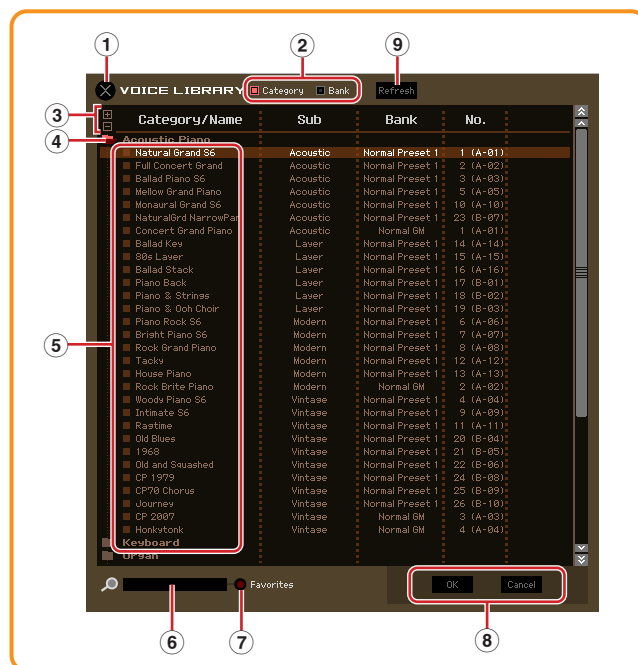 1 2 9
VOICE LIBRARY Category Bank Refresh
3
Category/Name Sub Bank No.
4 Acoustic Piano
Natural Grand S6 Acoustic Normal Preset 1 1 (A-01)
Full Concert Grand Acoustic Normal Preset 1 2 (A-02)
Ballad Piano S6 Acoustic Normal Preset 1 3 (A-03)
Mellow Grand Piano Acoustic Normal Preset 1 5 (A-05)
Monaural Grand S6 Acoustic Normal Preset 1 10 (A-10)
NaturalGrd NarrowPan Acoustic Normal Preset 1 23 (B-07)
Concert Grand Piano Acoustic Normal GM 1 (A-01)
Ballad Key Layer Normal Preset 1 14 (A-14)
80s Layer Layer Normal Preset 1 15 (A-15)
Ballad Stack Layer Normal Preset 1 16 (A-16)
Piano Back Layer Normal Preset 1 17 (B-01)
Piano & Strings Layer Normal Preset 1 18 (B-02)
Piano & Ooh Choir Layer Normal Preset 1 19 (B-03)
Piano Rock S6 Modern Normal Preset 1 6 (A-06)
Bright Piano S6 Modern Normal Preset 1 7 (A-07)
5 Rock Grand Piano Modern Normal Preset 1 8 (A-08)
Tacky Modern Normal Preset 1 12 (A-12)
House Piano Modern Normal Preset 1 13 (A-13)
Rock Brite Piano Modern Normal GM 2 (A-02)
Woody Piano S6 Vintage Normal Preset 1 4 (A-04)
Intimate S6 Vintage Normal Preset 1 9 (A-09)
Ragtime Vintage Normal Preset 1 11 (A-11)
Old Blues Vintage Normal Preset 1 20 (B-04)
1968 Vintage Normal Preset 1 21 (B-05)
Old and Squashed Vintage Normal Preset 1 22 (B-06)
CP 1979 Vintage Normal Preset 1 24 (B-08)
CP70 Chorus Vintage Normal Preset 1 25 (B-09)
Journey Vintage Normal Preset 1 26 (B-10)
CP 2007 Vintage Normal GM 3 (A-03)
Honkytonk Vintage Normal GM 4 (A-04)
Keyboard
Organ
Favorites OK Cancel
6 7 8